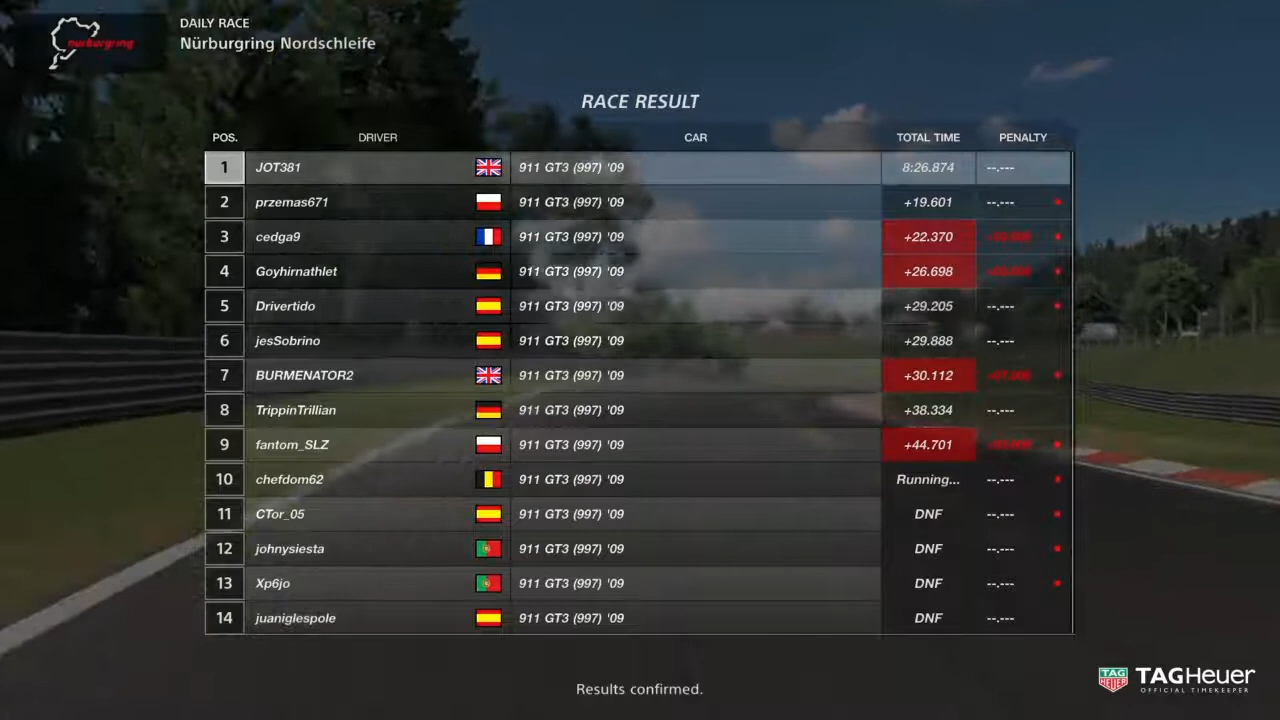 DAILY RACE
nürburgring
Nürburgring Nordschleife
RACE RESULT
POS. DRIVER CAR TOTAL TIME PENALTY
1 JOT381 911 GT3 (997) '09 8:26.874 --.---
2 przemas671 911 GT3 (997) '09 +19.601 --.---
3 cedga9 911 GT3 (997) '09 +22.370
4 Goyhirnathlet 911 GT3 (997) '09 +26.698
5 Drivertido 911 GT3 (997) '09 +29.205 --.---
6 jesSobrino 911 GT3 (997) '09 +29.888 --.---
7 BURMENATOR2 911 GT3 (997) '09 +30.112
8 TrippinTrillian 911 GT3 (997) '09 +38.334 --.---
9 fantom_SLZ 911 GT3 (997) '09 +44.701
10 chefdom62 911 GT3 (997) '09 Running... --.---
11 CTor_05 911 GT3 (997) '09 DNF --.---
12 johnysiesta 911 GT3 (997) '09 DNF --.---
13 Xp6jo 911 GT3 (997) '09 DNF --.---
14 juaniglespole 911 GT3 (997) '09 DNF --.---
TAG HEUER TAGHeuer
OFFICIAL TIMEKEEPER
Results confirmed.